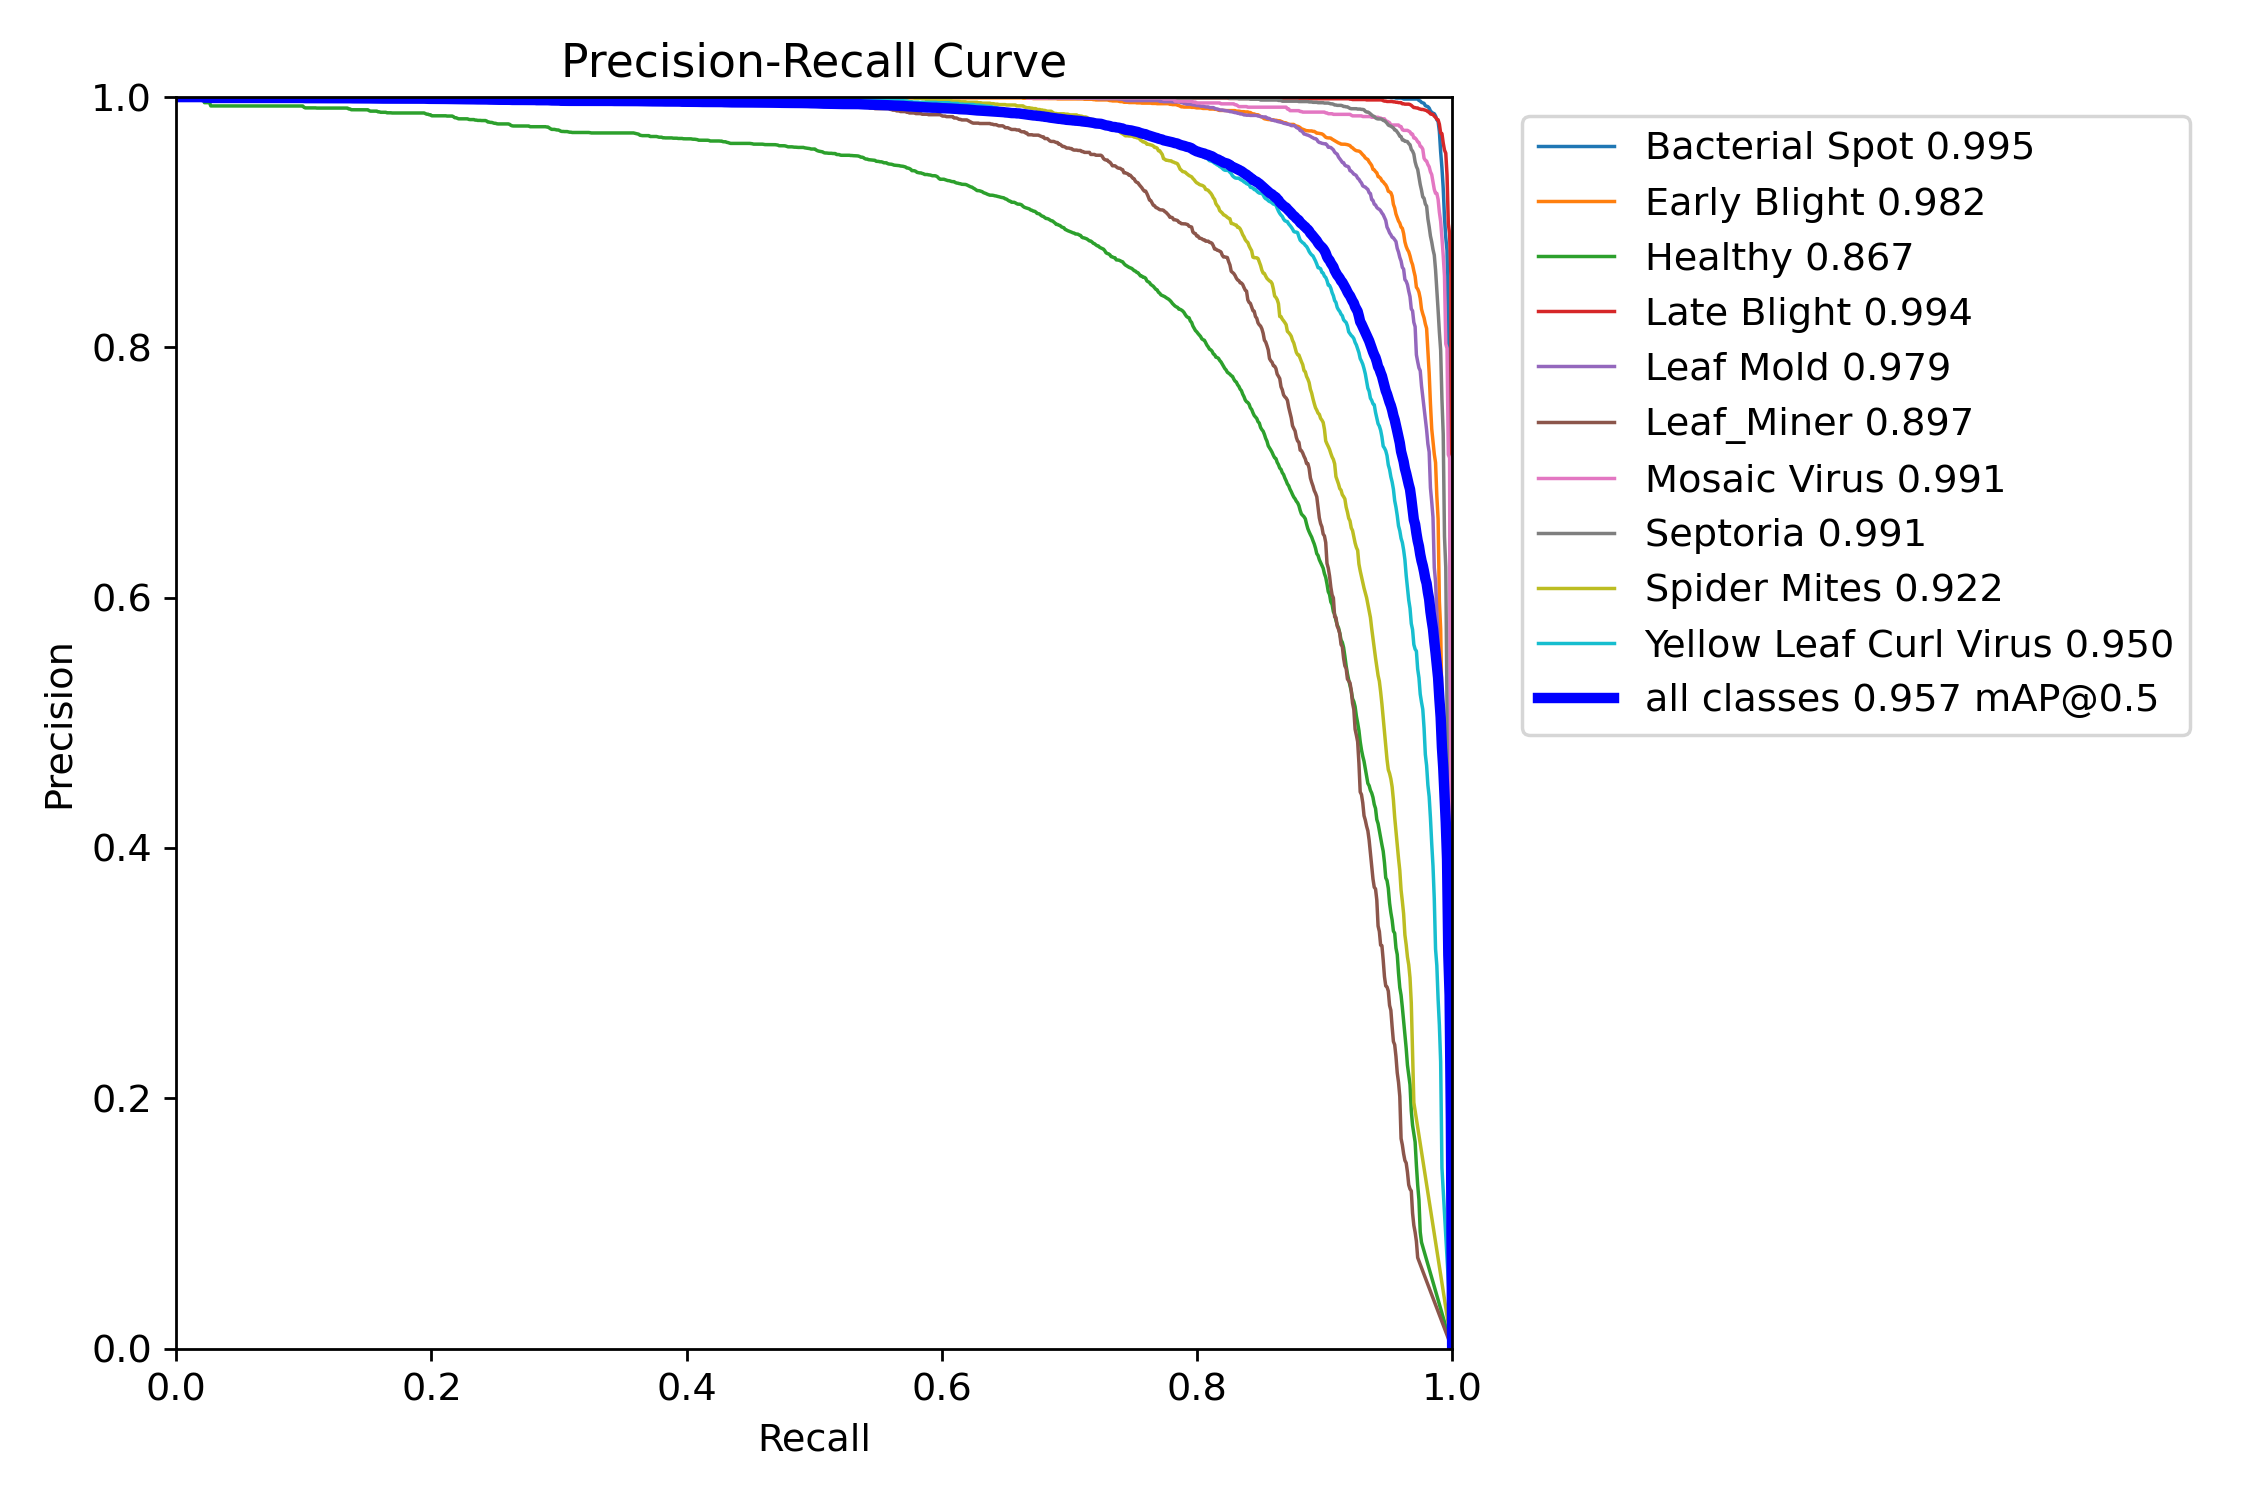 Precision-Recall Curve
1.0
0.8
0.6
0.4
0.2
0.0
Precision
0.0 0.2 0.4 0.6 0.8 1.0
Recall
Bacterial Spot 0.995
Early Blight 0.982
Healthy 0.867
Late Blight 0.994
Leaf Mold 0.979
Leaf_Miner 0.897
Mosaic Virus 0.991
Septoria 0.991
Spider Mites 0.922
Yellow Leaf Curl Virus 0.950
all classes 0.957 mAP@0.5